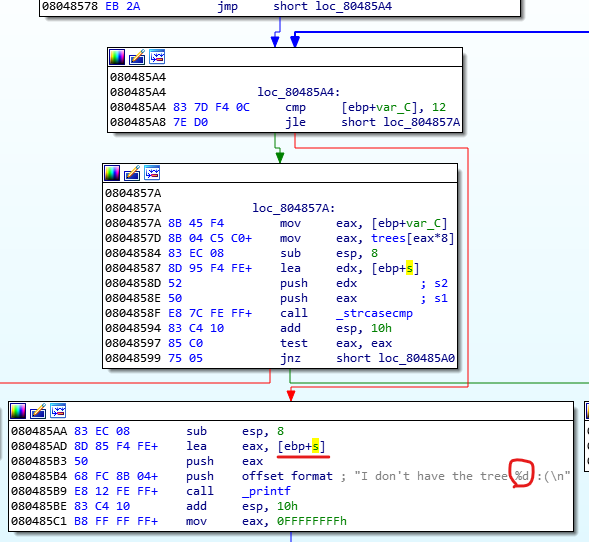 08048578 EB 2A jmp short loc_80485A4
080485A4
080485A4 loc_80485A4:
080485A4 83 7D F4 0C cmp [ebp+var_C], 12
080485A8 7E D0 jle short loc_804857A
0804857A
0804857A loc_804857A:
0804857A 8B 45 F4 mov eax, [ebp+var_C]
0804857D 8B 04 C5 C0+ mov eax, trees[eax*8]
08048584 83 EC 08 sub esp, 8
08048587 8D 95 F4 FE+ lea edx, [ebp+s]
0804858D 52 push edx ; s2
0804858E 50 push eax ; s1
0804858F E8 7C FE FF+ call _strcasecmp
08048594 83 C4 10 add esp, 10h
08048597 85 C0 test eax, eax
08048599 75 05 jnz short loc_80485A0
080485AA 83 EC 08 sub esp, 8
080485AD 8D 85 F4 FE+ lea eax, [ebp+s]
080485B3 50 push eax
080485B4 68 FC 8B 04+ push offset format ; "I don't have the tree %d :(\n"
080485B9 E8 12 FE FF+ call _printf
080485BE 83 C4 10 add esp, 10h
080485C1 B8 FF FF FF+ mov eax, 0FFFFFFFFh